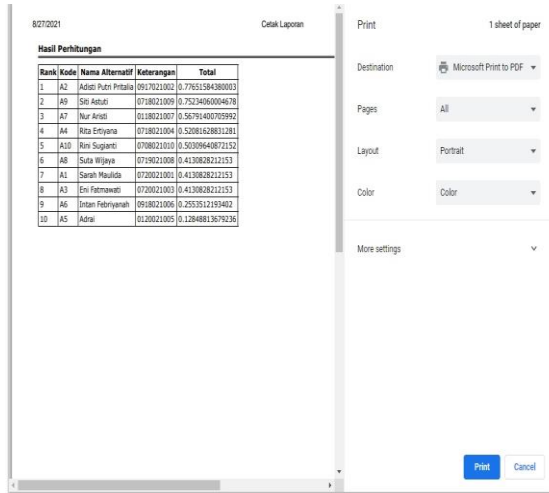 8/27/2021 Cetak Laporan
Hasil Perhitungan
Rank Kode Nama Alternatif Keterangan Total
1 A2 Adisti Putri Pritalia 0917021002 0.77651584380003
2 A9 Siti Astuti 0718021009 0.75234060004678
3 A7 Nur Aristi 0118021007 0.56791400705992
4 A4 Rita Ertiyana 0718021004 0.52081628831281
5 A10 Rini Sugianti 0708021010 0.50309640872152
6 A8 Suta Wijaya 0719021008 0.4130828212153
7 A1 Sarah Maulida 0720021001 0.4130828212153
8 A3 Eni Fatmawati 0720021003 0.4130828212153
9 A6 Intan Febriyanah 0918021006 0.2553512193402
10 A5 Adrai 0120021005 0.12848813679236
Print 1 sheet of paper
Destination Microsoft Print to PDF
Pages All
Layout Portrait
Color Color
More settings
Print Cancel